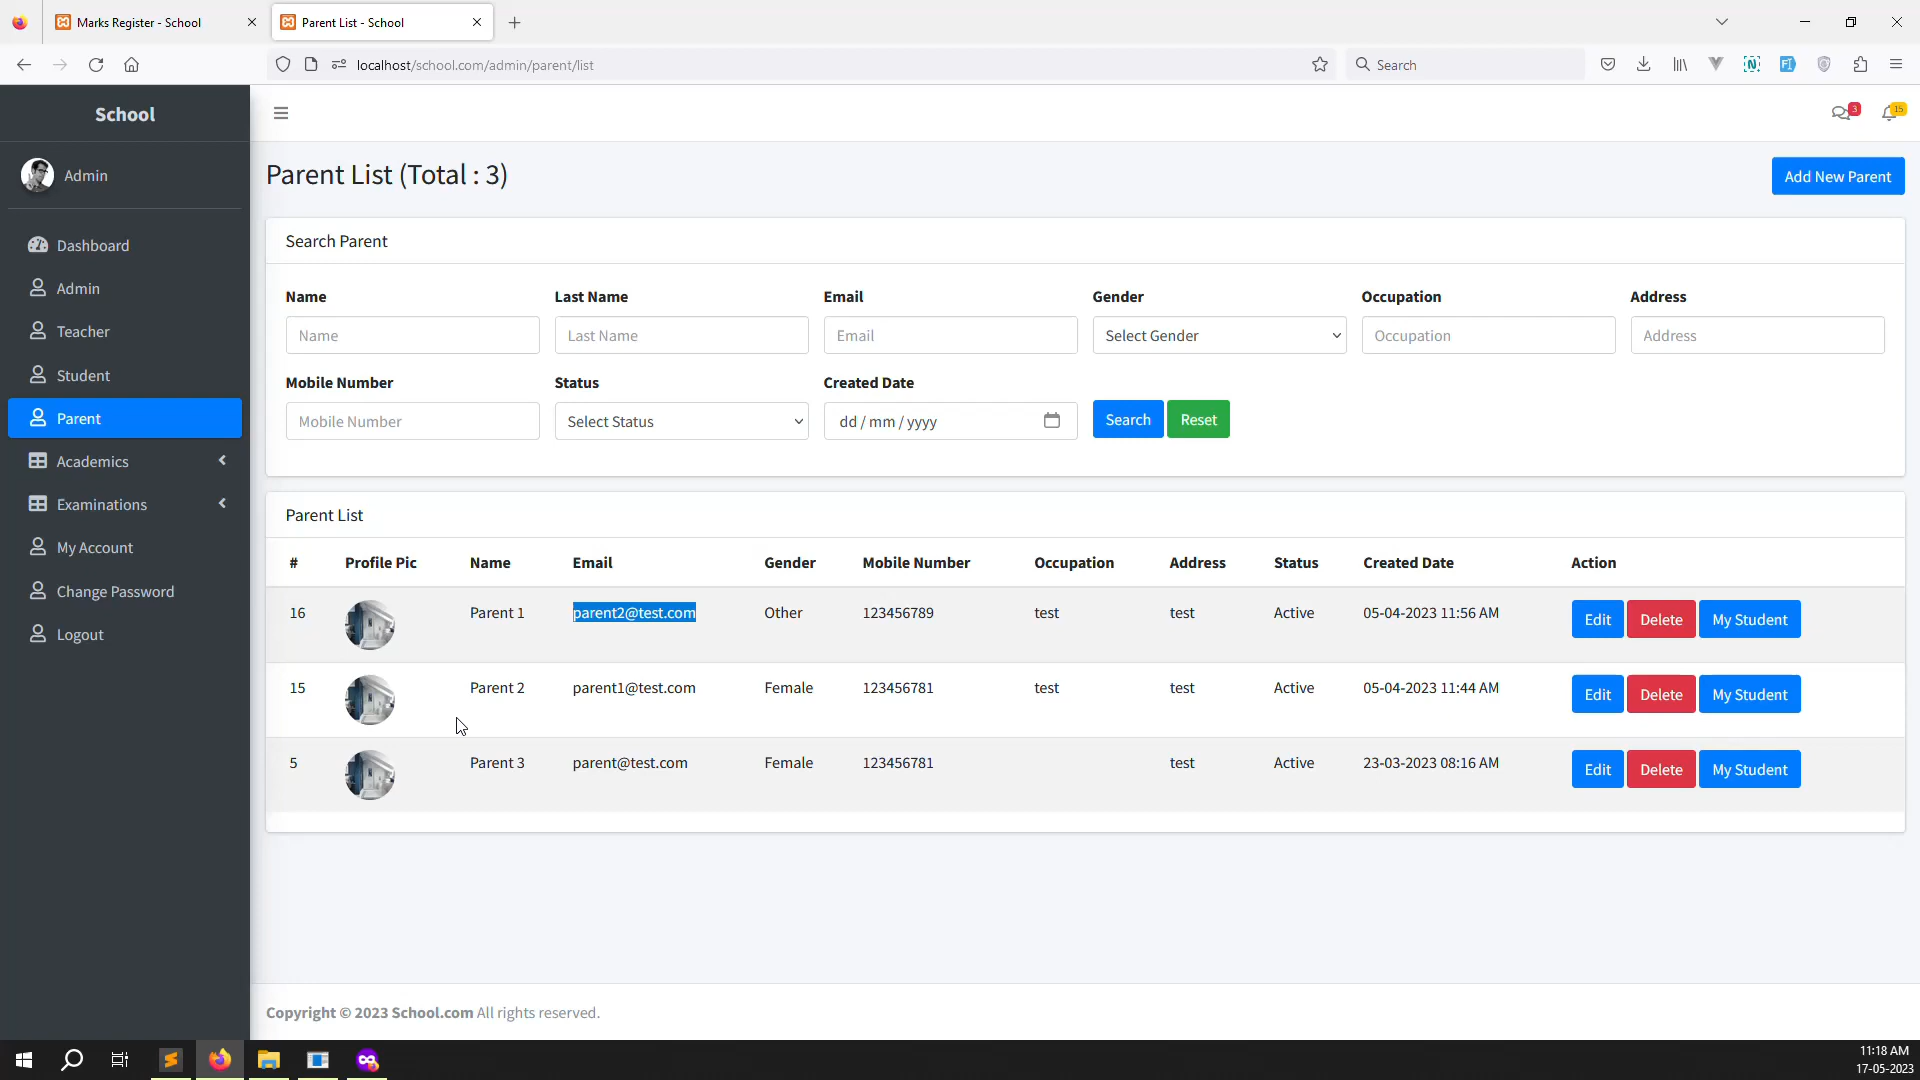 Marks Register - School
Parent List - School
localhost/school.com/admin/parent/list
Search
School
3
15
Admin
Dashboard
Admin
Teacher
Student
Parent
Academics
Examinations
My Account
Change Password
Logout
Parent List (Total : 3)
Add New Parent
Search Parent
Name Last Name Email Gender Occupation Address
Name Last Name Email Select Gender Occupation Address
Mobile Number Status Created Date
Mobile Number Select Status dd / mm / yyyy Search Reset
Parent List
# Profile Pic Name Email Gender Mobile Number Occupation Address Status Created Date Action
16 Parent 1 parent2@test.com Other 123456789 test test Active 05-04-2023 11:56 AM Edit Delete My Student
15 Parent 2 parent1@test.com Female 123456781 test test Active 05-04-2023 11:44 AM Edit Delete My Student
5 Parent 3 parent@test.com Female 123456781 test Active 23-03-2023 08:16 AM Edit Delete My Student
Copyright © 2023 School.com All rights reserved.
11:18 AM
17-05-2023